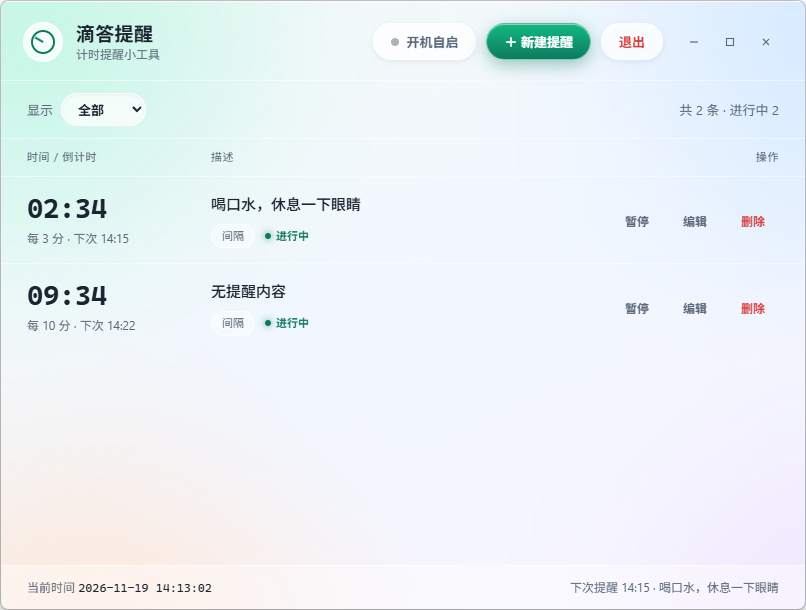 滴答提醒
计时提醒小工具
开机自启
+ 新建提醒
退出
显示 全部
共 2 条 · 进行中 2
时间 / 倒计时 描述 操作
02:34
每 3 分 · 下次 14:15
喝口水，休息一下眼睛
间隔 进行中
暂停 编辑 删除
09:34
每 10 分 · 下次 14:22
无提醒内容
间隔 进行中
暂停 编辑 删除
当前时间 2026-11-19 14:13:02
下次提醒 14:15 · 喝口水，休息一下眼睛